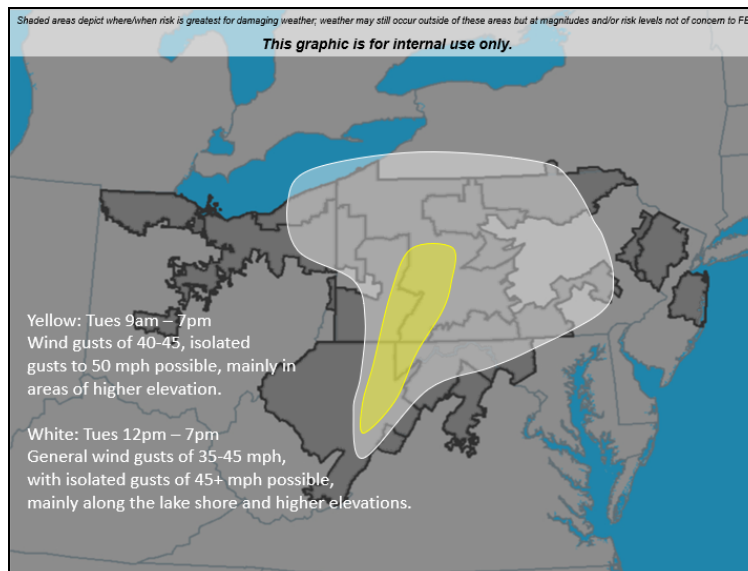 Shaded areas depict where/when risk is greatest for damaging weather; weather may still occur outside of these areas but at magnitudes and/or risk levels not of concern to FE
This graphic is for internal use only.
Yellow: Tues 9am – 7pm
Wind gusts of 40-45, isolated
gusts to 50 mph possible, mainly in
areas of higher elevation.
White: Tues 12pm – 7pm
General wind gusts of 35-45 mph,
with isolated gusts of 45+ mph possible,
mainly along the lake shore and higher elevations.